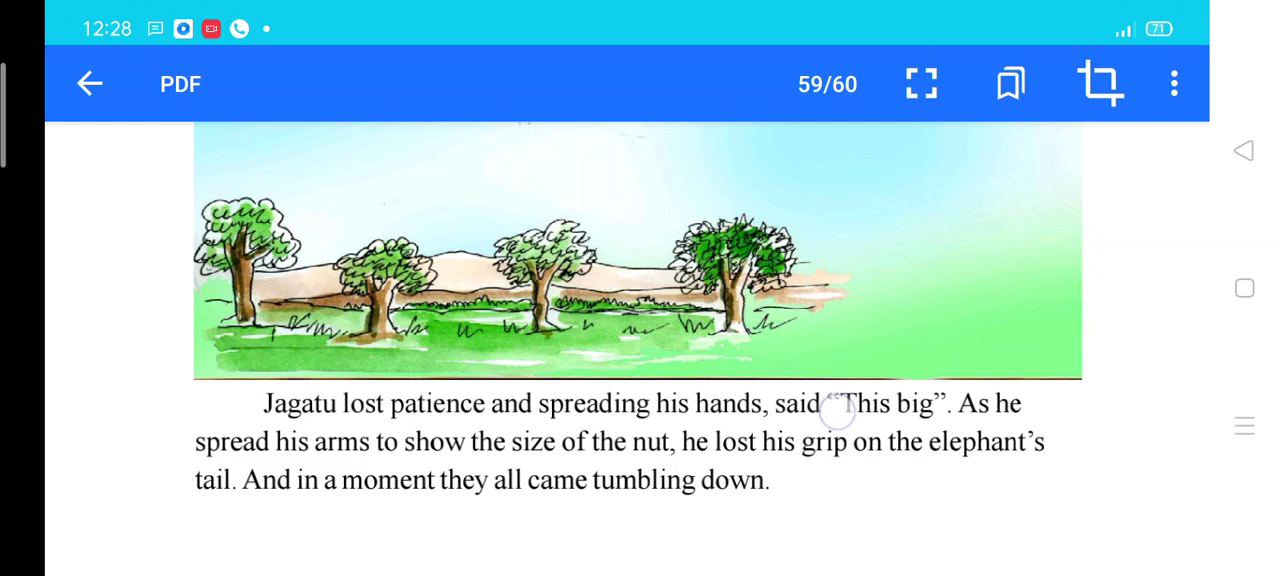 12:28
71
PDF
59/60
Jagatu lost patience and spreading his hands, said “This big”. As he
spread his arms to show the size of the nut, he lost his grip on the elephant’s
tail. And in a moment they all came tumbling down.